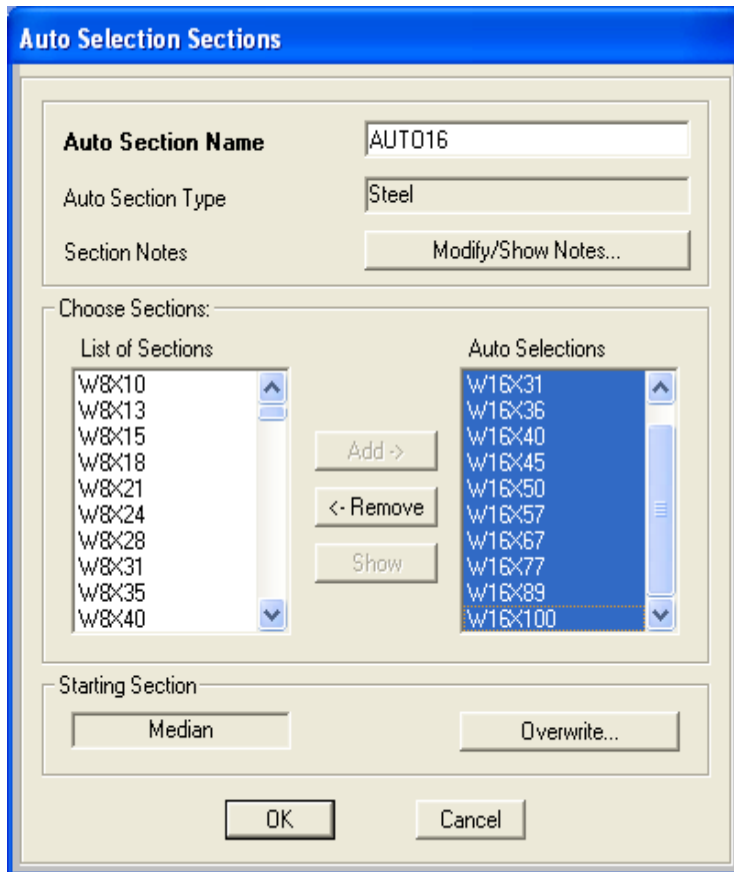 Auto Selection Sections
Auto Section Name
AUTO16
Auto Section Type
Steel
Section Notes
Modify/Show Notes...
Choose Sections:
List of Sections
W8X10
W8X13
W8X15
W8X18
W8X21
W8X24
W8X28
W8X31
W8X35
W8X40
Add ->
<- Remove
Show
Auto Selections
W16X31
W16X36
W16X40
W16X45
W16X50
W16X57
W16X67
W16X77
W16X89
W16X100
Starting Section
Median
Overwrite...
OK
Cancel